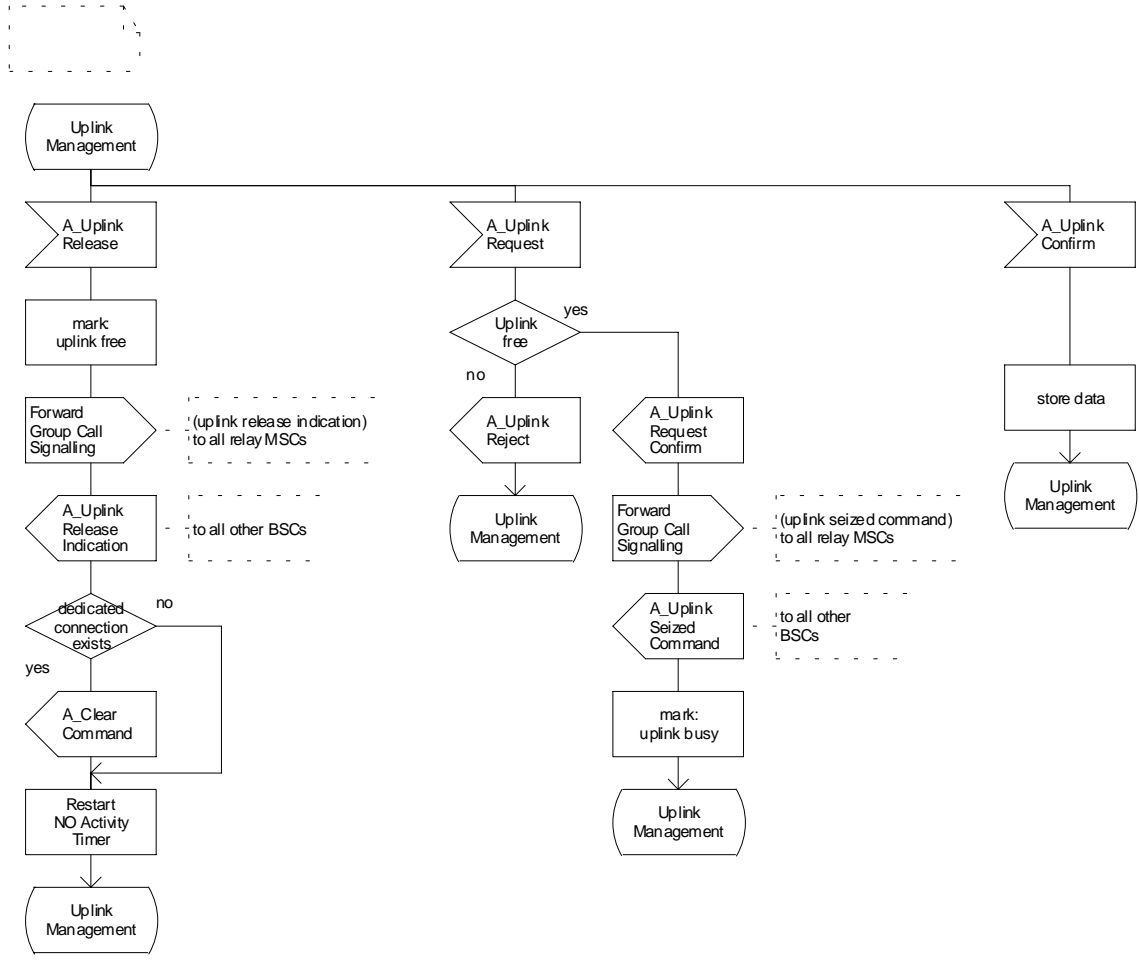 Uplink
Management
A_Uplink
Release
A_Uplink
Request
A_Uplink
Confirm
mark:
uplink free
Uplink
free
yes
no
Forward
Group Call
Signalling
(uplink release indication)
to all relay MSCs
A_Uplink
Reject
A_Uplink
Request
Confirm
store data
A_Uplink
Release
Indication
to all other BSCs
Uplink
Management
Forward
Group Call
Signalling
(uplink seized command)
to all relay MSCs
Uplink
Management
dedicated
connection
exists
no
yes
A_Uplink
Seized
Command
to all other
BSCs
A_Clear
Command
mark:
uplink busy
Restart
NO Activity
Timer
Uplink
Management
Uplink
Management